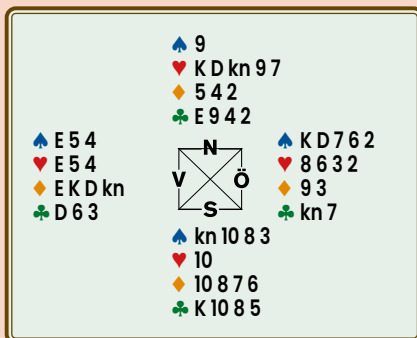 ♠ 9
♥ K D kn 9 7
♦ 5 4 2
♣ E 9 4 2
♠ E 5 4
♥ E 5 4
♦ E K D kn
♣ D 6 3
N
V Ö
S
♠ K D 7 6 2
♥ 8 6 3 2
♦ 9 3
♣ kn 7
♠ kn 10 8 3
♥ 10
♦ 10 8 7 6
♣ K 10 8 5